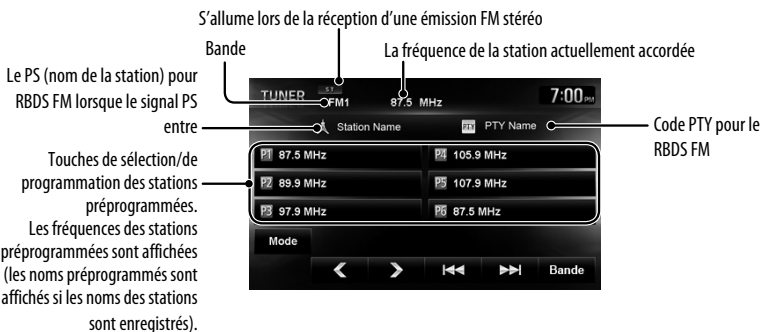 S’allume lors de la réception d’une émission FM stéréo
Bande
La fréquence de la station actuellement accordée
Le PS (nom de la station) pour
RBDS FM lorsque le signal PS
entre
Touches de sélection/de
programmation des stations
préprogrammées.
Les fréquences des stations
préprogrammées sont affichées
(les noms préprogrammés sont
affichés si les noms des stations
sont enregistrés).
TUNER
ST
FM1
87.5 MHz
7:00 PM
Station Name
PTY PTY Name
P1 87.5 MHz
P4 105.9 MHz
P2 89.9 MHz
P5 107.9 MHz
P3 97.9 MHz
P6 87.5 MHz
Mode
Bande
Code PTY pour le
RBDS FM